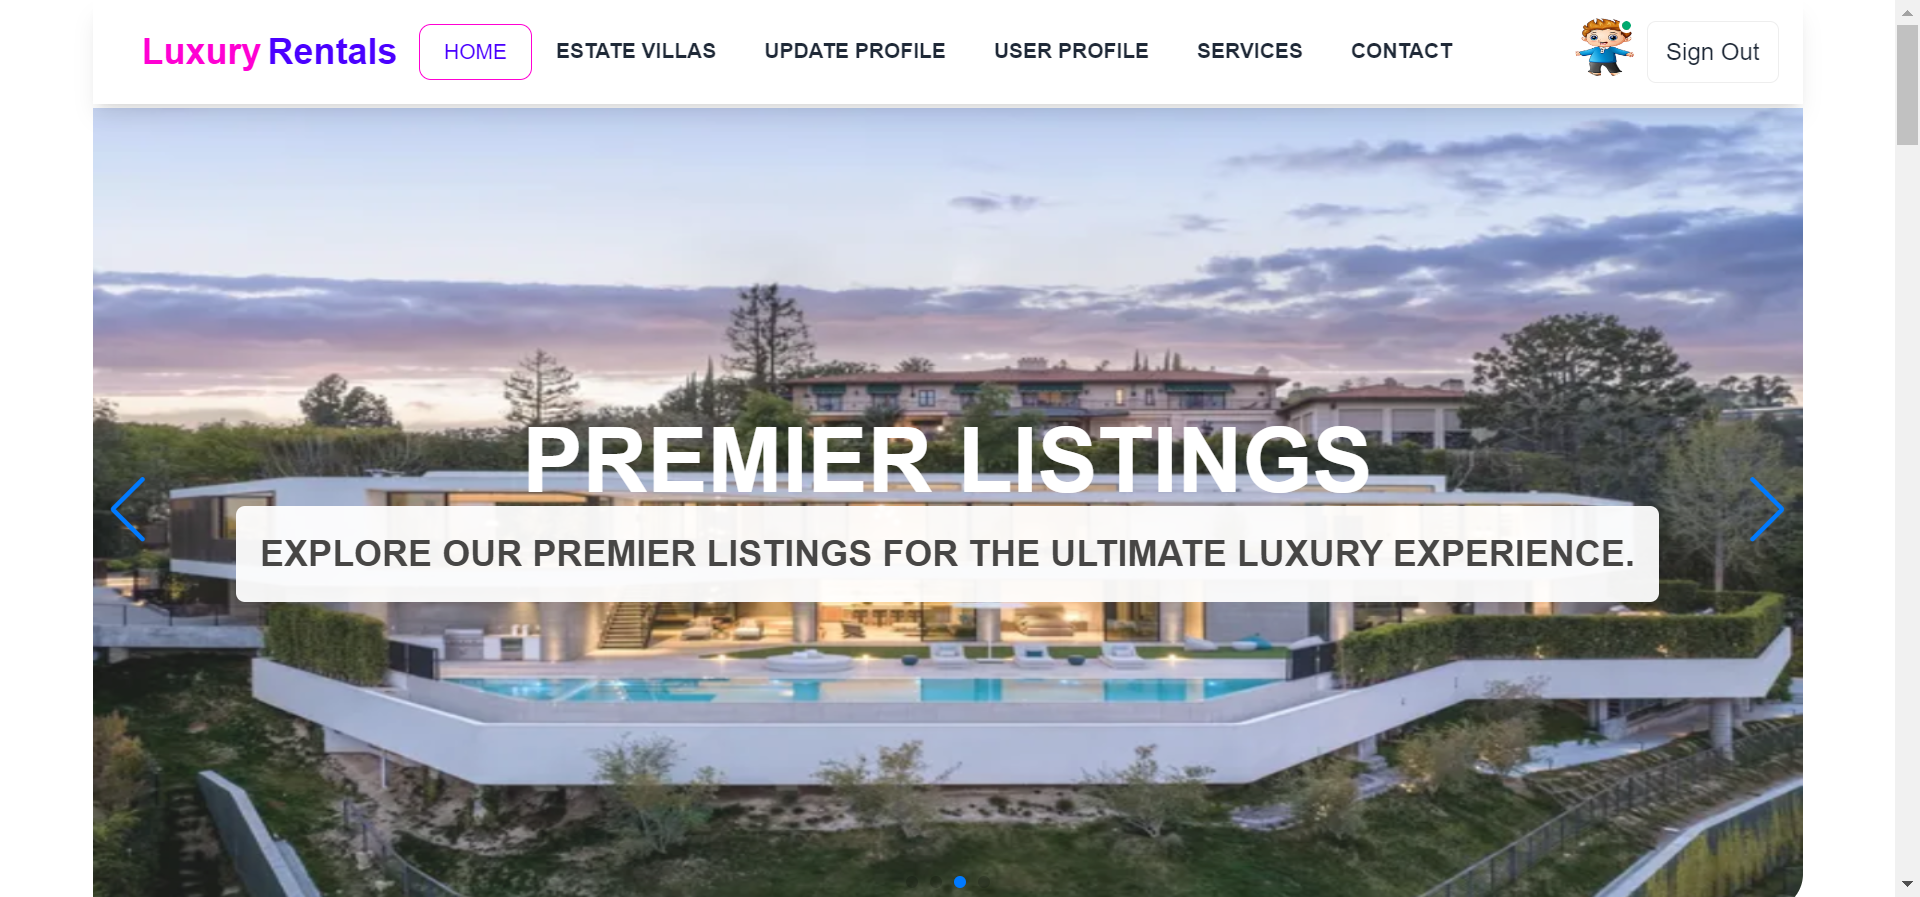 Luxury Rentals HOME ESTATE VILLAS UPDATE PROFILE USER PROFILE SERVICES CONTACT Sign Out
PREMIER LISTINGS
EXPLORE OUR PREMIER LISTINGS FOR THE ULTIMATE LUXURY EXPERIENCE.